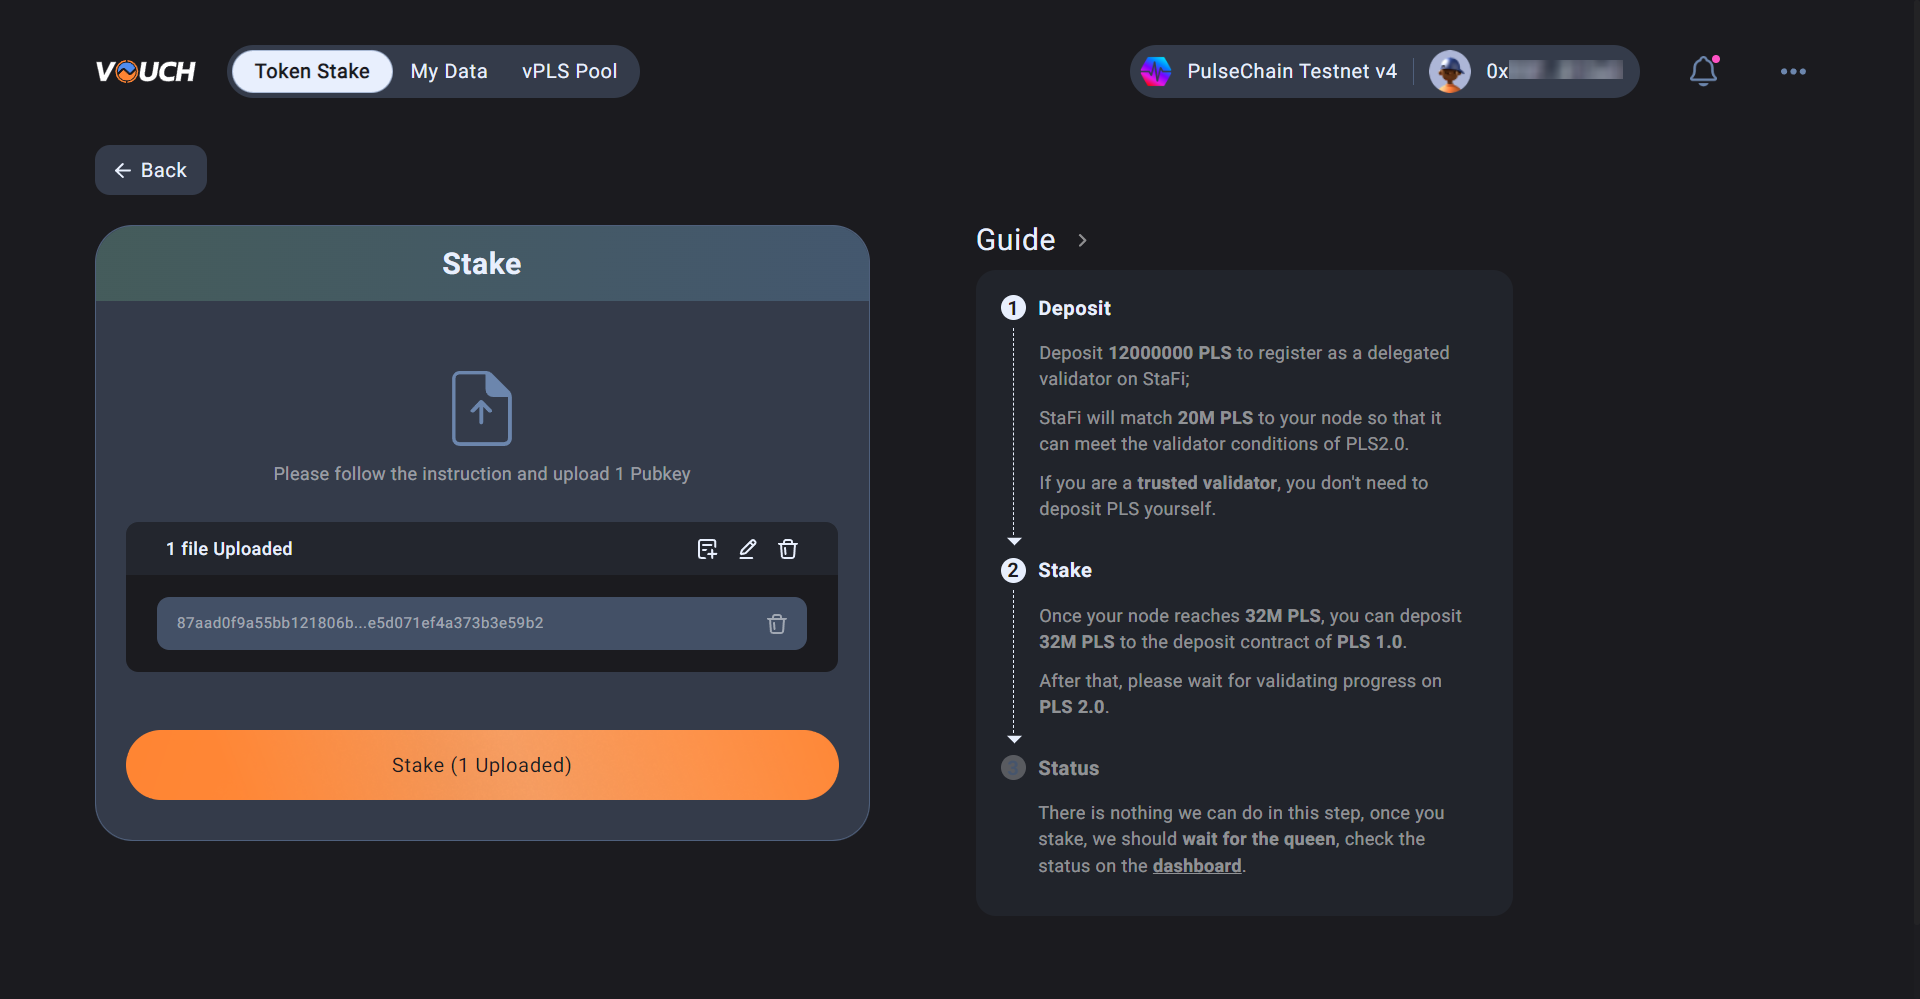 VOUCH
Token Stake
My Data
vPLS Pool
PulseChain Testnet v4
0x
Back
Stake
Please follow the instruction and upload 1 Pubkey
1 file Uploaded
87aad0f9a55bb121806b...e5d071ef4a373b3e59b2
Stake (1 Uploaded)
Guide
1 Deposit
Deposit 12000000 PLS to register as a delegated
validator on StaFi;
StaFi will match 20M PLS to your node so that it
can meet the validator conditions of PLS2.0.
If you are a trusted validator, you don't need to
deposit PLS yourself.
2 Stake
Once your node reaches 32M PLS, you can deposit
32M PLS to the deposit contract of PLS 1.0.
After that, please wait for validating progress on
PLS 2.0.
3 Status
There is nothing we can do in this step, once you
stake, we should wait for the queen, check the
status on the dashboard.